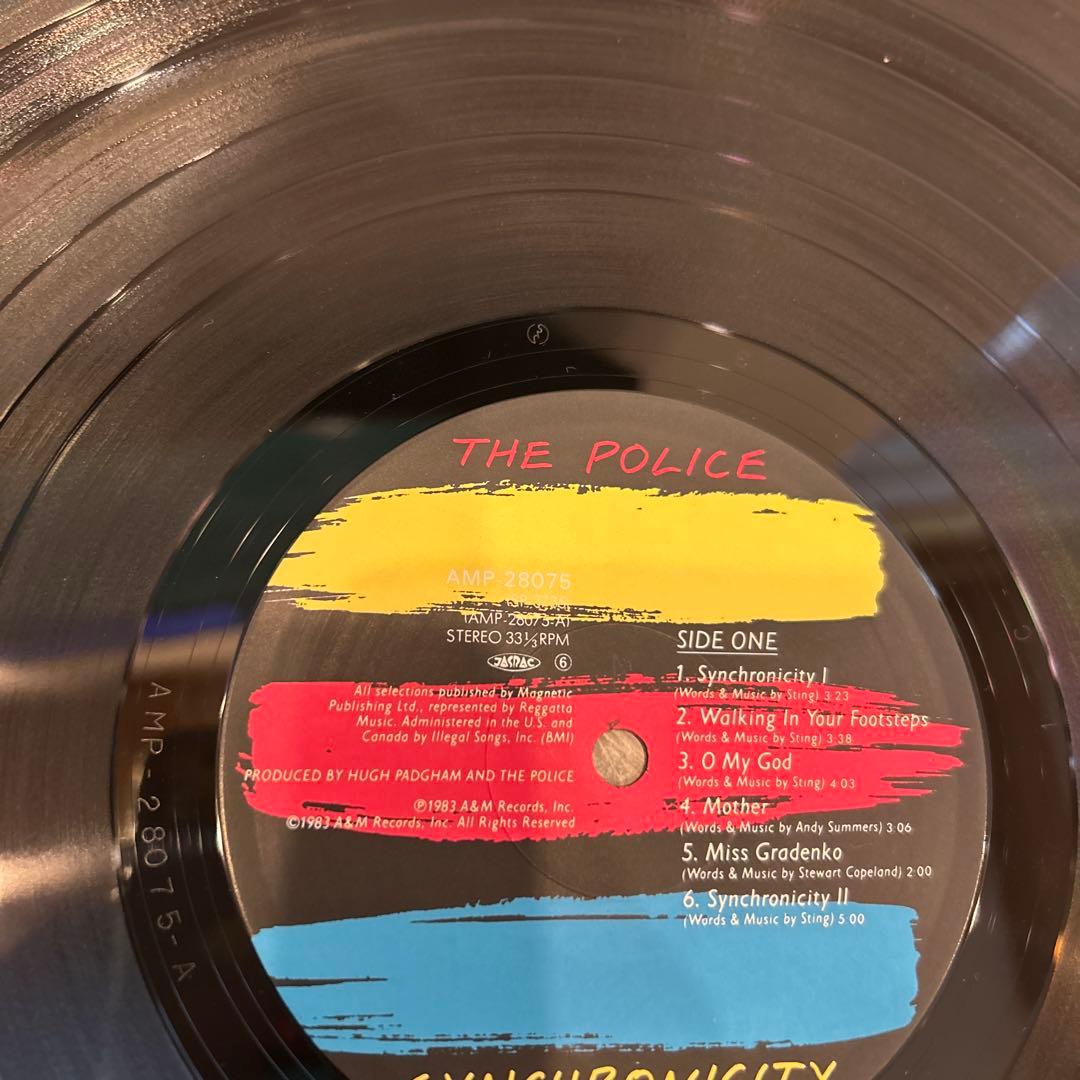 THE POLICE
AMP-28075
(AMP-28075-A)
STEREO 33⅓ RPM
JASRAC 6
All selections published by Magnetic
Publishing Ltd., represented by Reggatta
Music. Administered in the U.S. and
Canada by Illegal Songs, Inc. (BMI)
PRODUCED BY HUGH PADGHAM AND THE POLICE
℗1983 A&M Records, Inc.
©1983 A&M Records, Inc. All Rights Reserved
SIDE ONE
1. Synchronicity I
(Words & Music by Sting) 3:23
2. Walking In Your Footsteps
(Words & Music by Sting) 3:38
3. O My God
(Words & Music by Sting) 4:03
4. Mother
(Words & Music by Andy Summers) 3:06
5. Miss Gradenko
(Words & Music by Stewart Copeland) 2:00
6. Synchronicity II
(Words & Music by Sting) 5:00
SYNCHRONICITY
AMP-28075-A